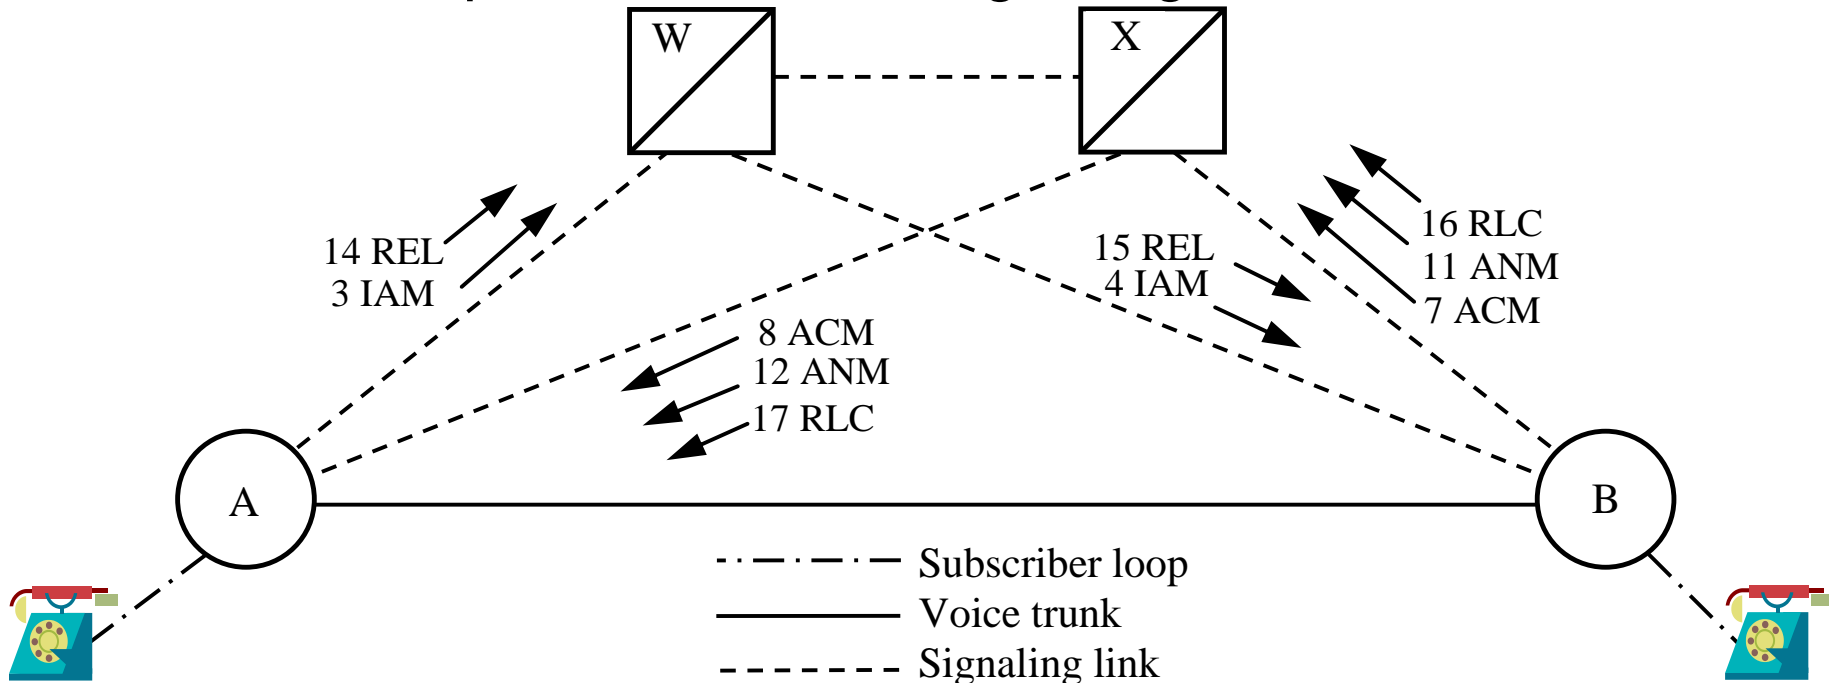 W
X
14 REL
3 IAM
15 REL
4 IAM
16 RLC
11 ANM
7 ACM
8 ACM
12 ANM
17 RLC
A
B
Subscriber loop
Voice trunk
Signaling link